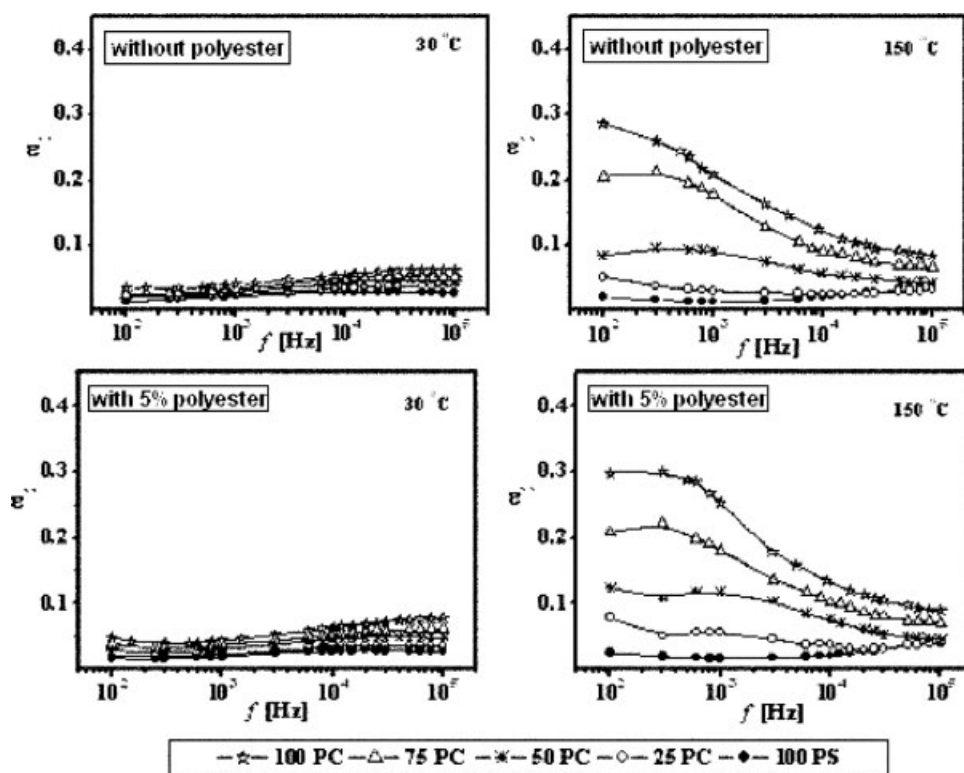 without polyester 30 °C
0.4
0.3
0.2
0.1
ε``
10² 10³ 10⁴ 10⁵
f [Hz]
without polyester 150 °C
0.4
0.3
0.2
0.1
ε``
10² 10³ 10⁴ 10⁵
f [Hz]
with 5% polyester 30 °C
0.4
0.3
0.2
0.1
ε``
10² 10³ 10⁴ 10⁵
f [Hz]
with 5% polyester 150 °C
0.4
0.3
0.2
0.1
ε``
10² 10³ 10⁴ 10⁵
f [Hz]
100 PC 75 PC 50 PC 25 PC 100 PS